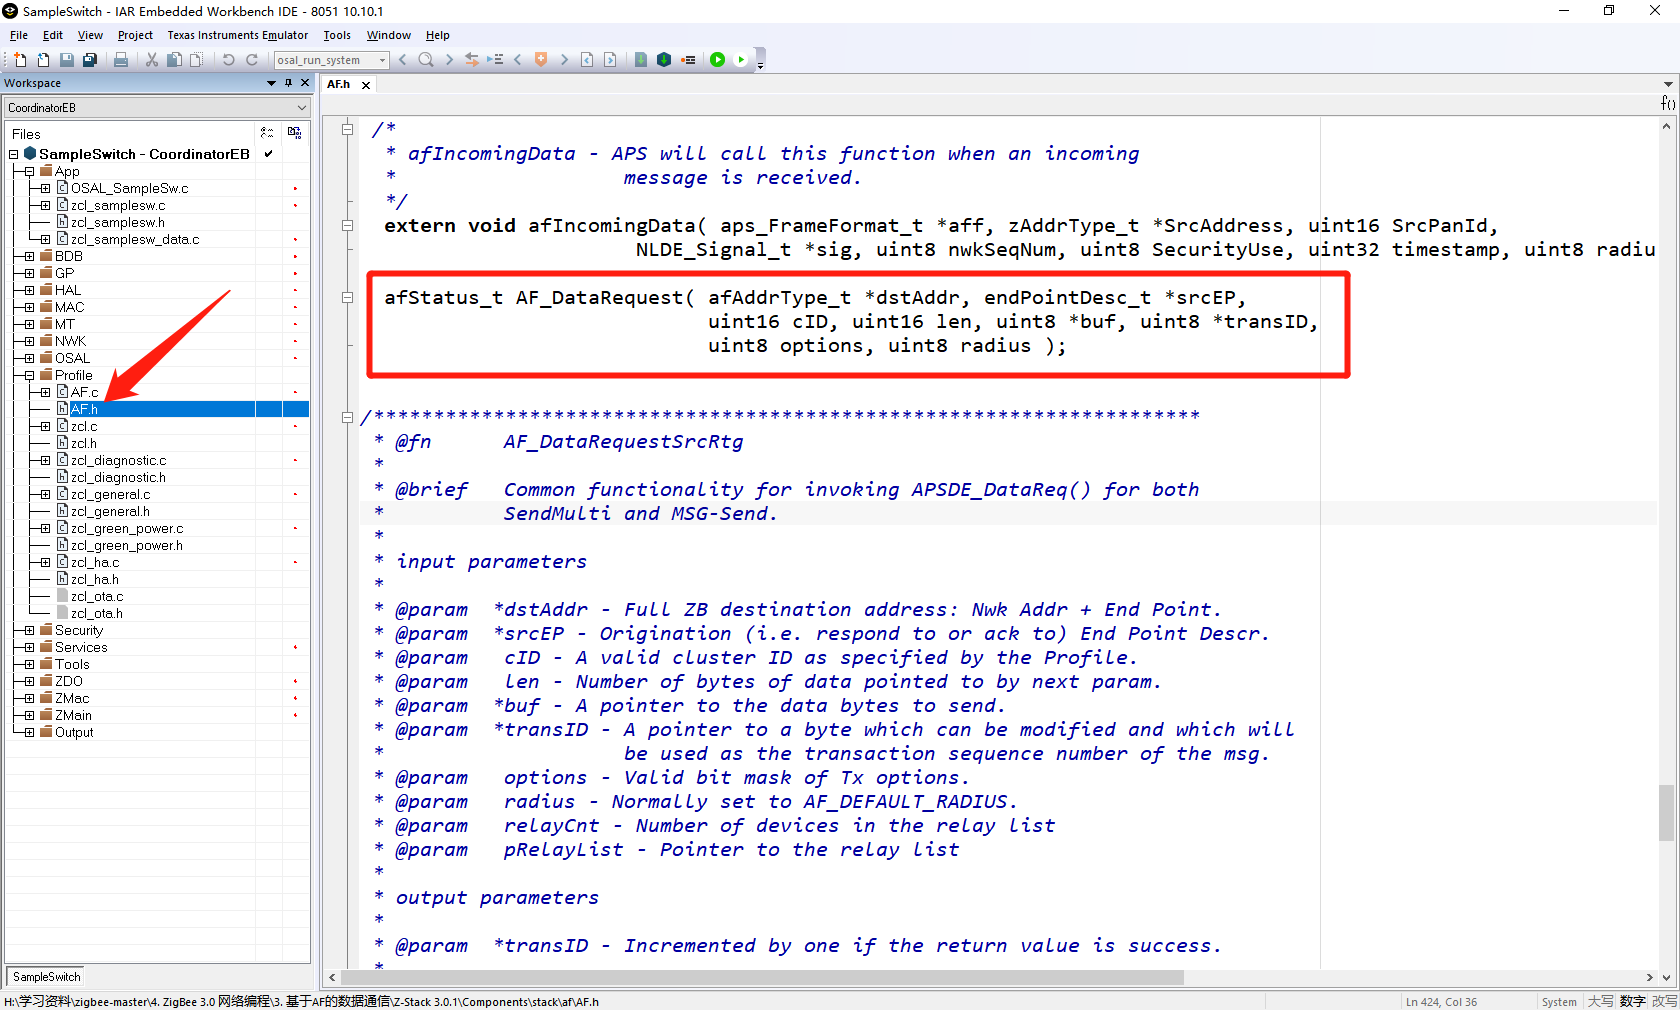 SampleSwitch - IAR Embedded Workbench IDE - 8051 10.10.1
File Edit View Project Texas Instruments Emulator Tools Window Help
osal_run_system
Workspace
CoordinatorEB
Files
SampleSwitch - CoordinatorEB
App
OSAL_SampleSw.c
zcl_samplesw.c
zcl_samplesw.h
zcl_samplesw_data.c
BDB
GP
HAL
MAC
MT
NWK
OSAL
Profile
AF.c
AF.h
zcl.c
zcl.h
zcl_diagnostic.c
zcl_diagnostic.h
zcl_general.c
zcl_general.h
zcl_green_power.c
zcl_green_power.h
zcl_ha.c
zcl_ha.h
zcl_ota.c
zcl_ota.h
Security
Services
Tools
ZDO
ZMac
ZMain
Output
SampleSwitch
AF.h
f()
/*
* afIncomingData - APS will call this function when an incoming
* message is received.
*/
extern void afIncomingData( aps_FrameFormat_t *aff, zAddrType_t *SrcAddress, uint16 SrcPanId,
NLDE_Signal_t *sig, uint8 nwkSeqNum, uint8 SecurityUse, uint32 timestamp, uint8 radiu
afStatus_t AF_DataRequest( afAddrType_t *dstAddr, endPointDesc_t *srcEP,
uint16 cID, uint16 len, uint8 *buf, uint8 *transID,
uint8 options, uint8 radius );
/*********************************************************************
* @fn AF_DataRequestSrcRtg
*
* @brief Common functionality for invoking APSDE_DataReq() for both
* SendMulti and MSG-Send.
*
* input parameters
*
* @param *dstAddr - Full ZB destination address: Nwk Addr + End Point.
* @param *srcEP - Origination (i.e. respond to or ack to) End Point Descr.
* @param cID - A valid cluster ID as specified by the Profile.
* @param len - Number of bytes of data pointed to by next param.
* @param *buf - A pointer to the data bytes to send.
* @param *transID - A pointer to a byte which can be modified and which will
* be used as the transaction sequence number of the msg.
* @param options - Valid bit mask of Tx options.
* @param radius - Normally set to AF_DEFAULT_RADIUS.
* @param relayCnt - Number of devices in the relay list
* @param pRelayList - Pointer to the relay list
*
* output parameters
*
* @param *transID - Incremented by one if the return value is success.
*
H:\学习资料\zigbee-master\4. ZigBee 3.0 网络编程\3. 基于AF的数据通信\Z-Stack 3.0.1\Components\stack\af\AF.h
Ln 424, Col 36 System 大写 数字 改写